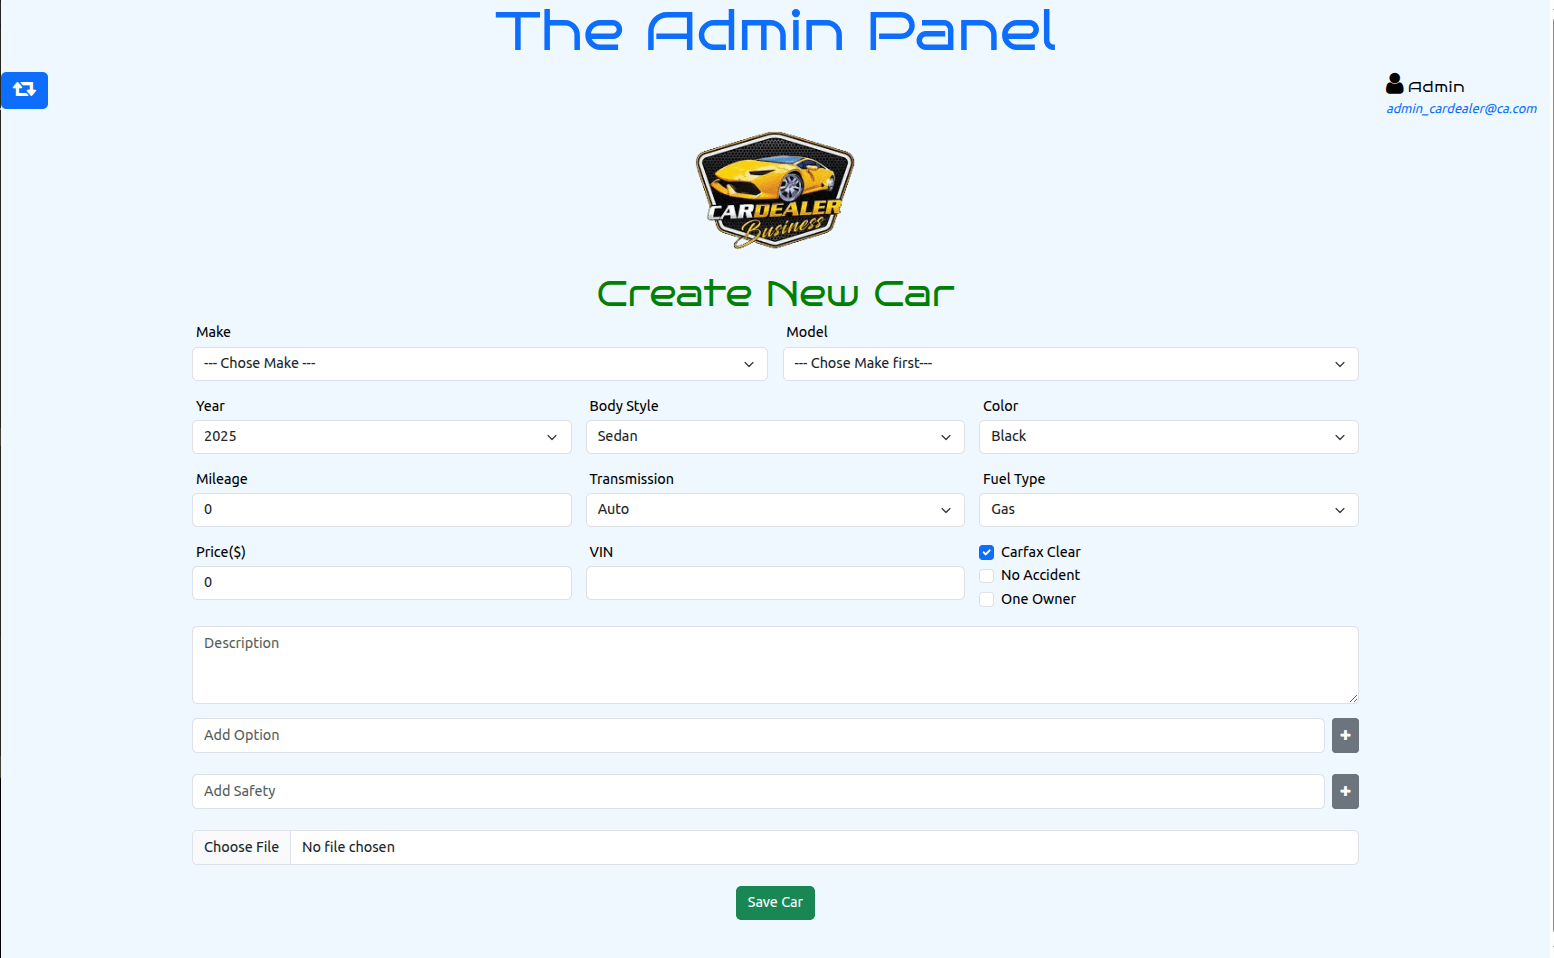 The Admin Panel
Admin
admin_cardealer@ca.com
CARDEALER
Business
Create New Car
Make Model
--- Chose Make --- --- Chose Make first---
Year Body Style Color
2025 Sedan Black
Mileage Transmission Fuel Type
0 Auto Gas
Price($) VIN Carfax Clear
0 No Accident
One Owner
Description
Add Option
Add Safety
Choose File No file chosen
Save Car